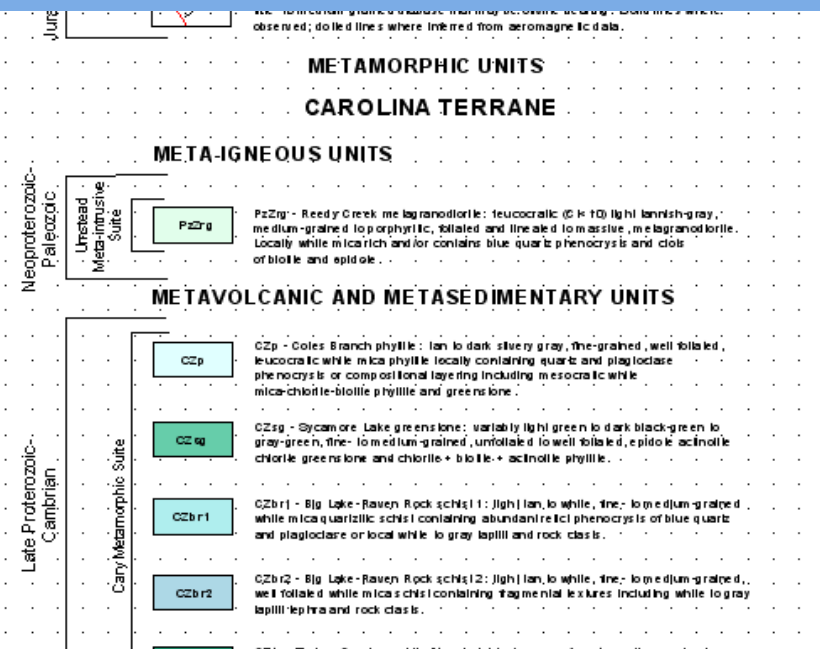 Jura
observed; dotted lines where inferred from aeromagnetic data.
METAMORPHIC UNITS
CAROLINA TERRANE
META-IGNEOUS UNITS
Neoproterozoic-
Paleozoic
Umstead
Meta-intrusive
Suite
PzZrg
PzZrg - Reedy Creek metagranodiorite: leucocratic (CI < 10) light tannish-gray,
medium-grained to porphyritic, foliated and lineated to massive, metagranodiorite.
Locally white mica rich and/or contains blue quartz phenocrysts and clots
of biotite and epidote.
METAVOLCANIC AND METASEDIMENTARY UNITS
Late Proterozoic-
Cambrian
Cary Metamorphic Suite
CZp
CZp - Coles Branch phyllite: tan to dark silvery gray, fine-grained, well foliated,
leucocratic white mica phyllite locally containing quartz and plagioclase
phenocrysts or compositional layering including mesocratic white
mica-chlorite-biotite phyllite and greenstone.
CZsg
CZsg - Sycamore Lake greenstone: variably light green to dark black-green to
gray-green, fine- to medium-grained, unfoliated to well foliated, epidote actinolite
chlorite greenstone and chlorite + biotite + actinolite phyllite.
CZbr1
CZbr1 - Big Lake-Raven Rock schist 1: light tan to white, fine- to medium-grained
white mica quartzitic schist containing abundant relict phenocrysts of blue quartz
and plagioclase or local white to gray lapilli and rock clasts.
CZbr2
CZbr2 - Big Lake-Raven Rock schist 2: light tan to white, fine- to medium-grained,
well foliated white mica schist containing fragmental textures including white to gray
lapilli tephra and rock clasts.